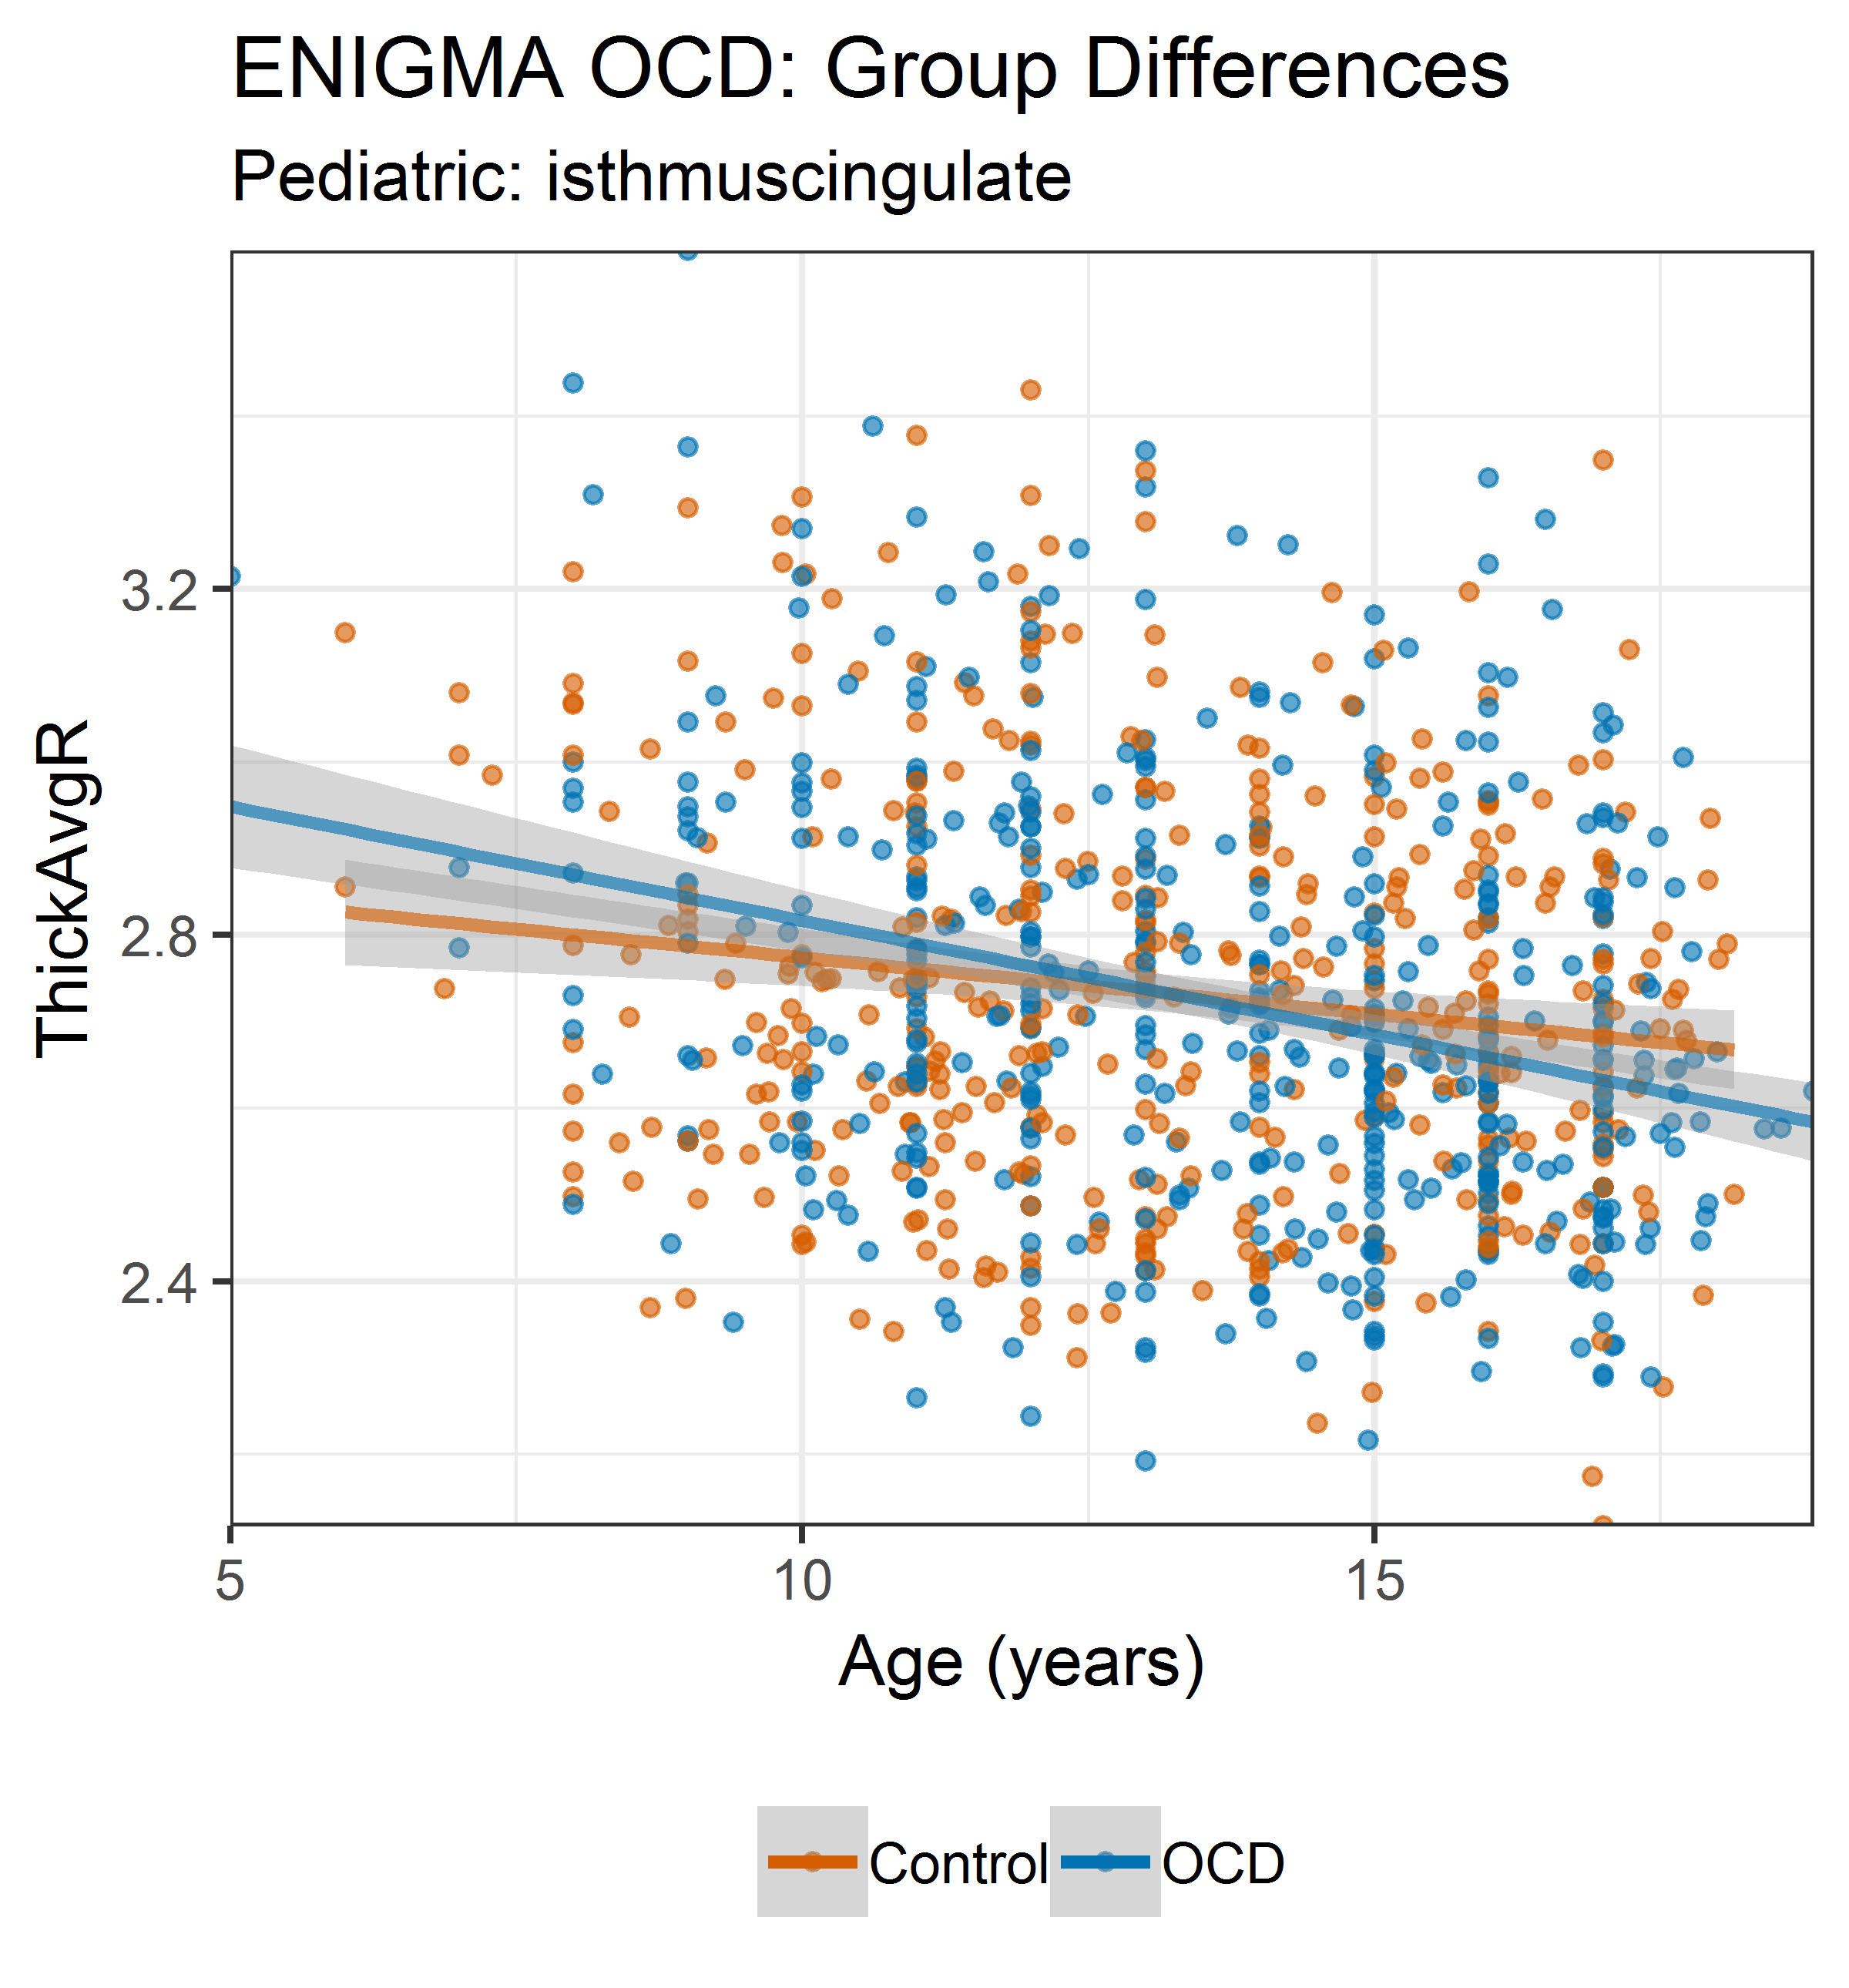 ENIGMA OCD: Group Differences
Pediatric: isthmuscingulate
ThickAvgR
3.2
2.8
2.4
5 10 15
Age (years)
Control OCD